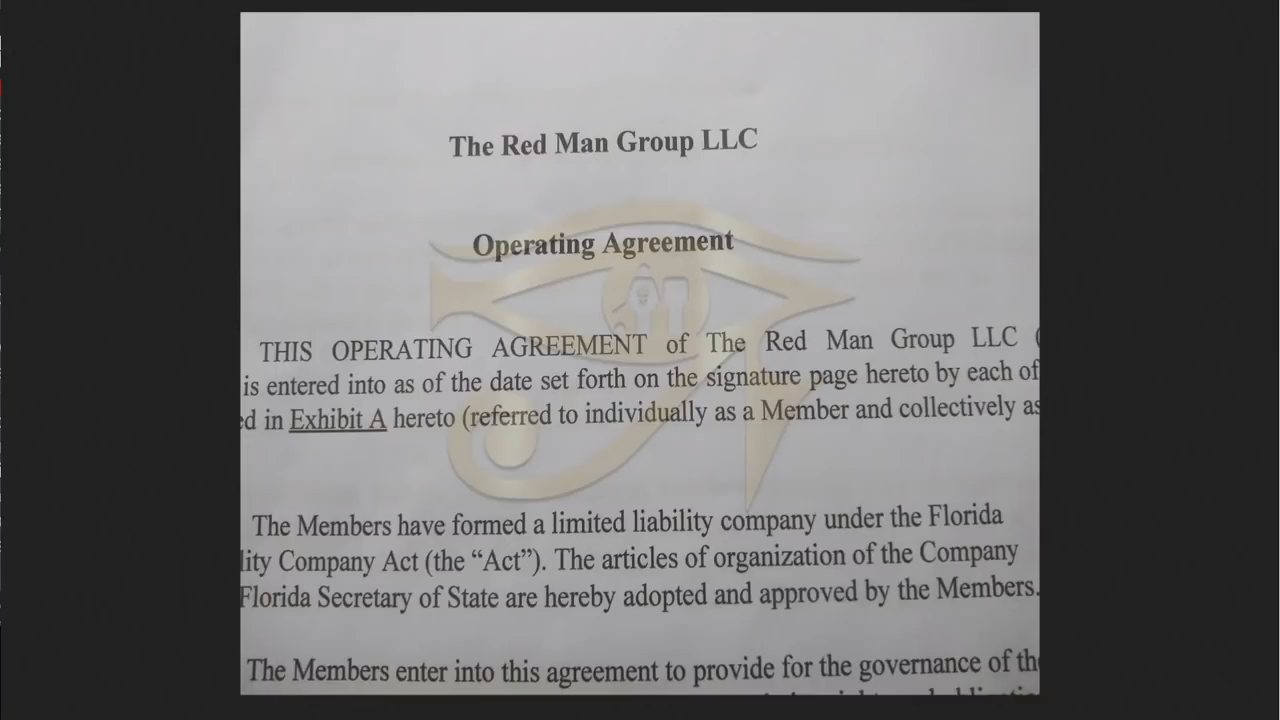 The Red Man Group LLC
Operating Agreement
THIS OPERATING AGREEMENT of The Red Man Group LLC (
is entered into as of the date set forth on the signature page hereto by each of
ed in Exhibit A hereto (referred to individually as a Member and collectively as
The Members have formed a limited liability company under the Florida
lity Company Act (the “Act”). The articles of organization of the Company
Florida Secretary of State are hereby adopted and approved by the Members.
The Members enter into this agreement to provide for the governance of the